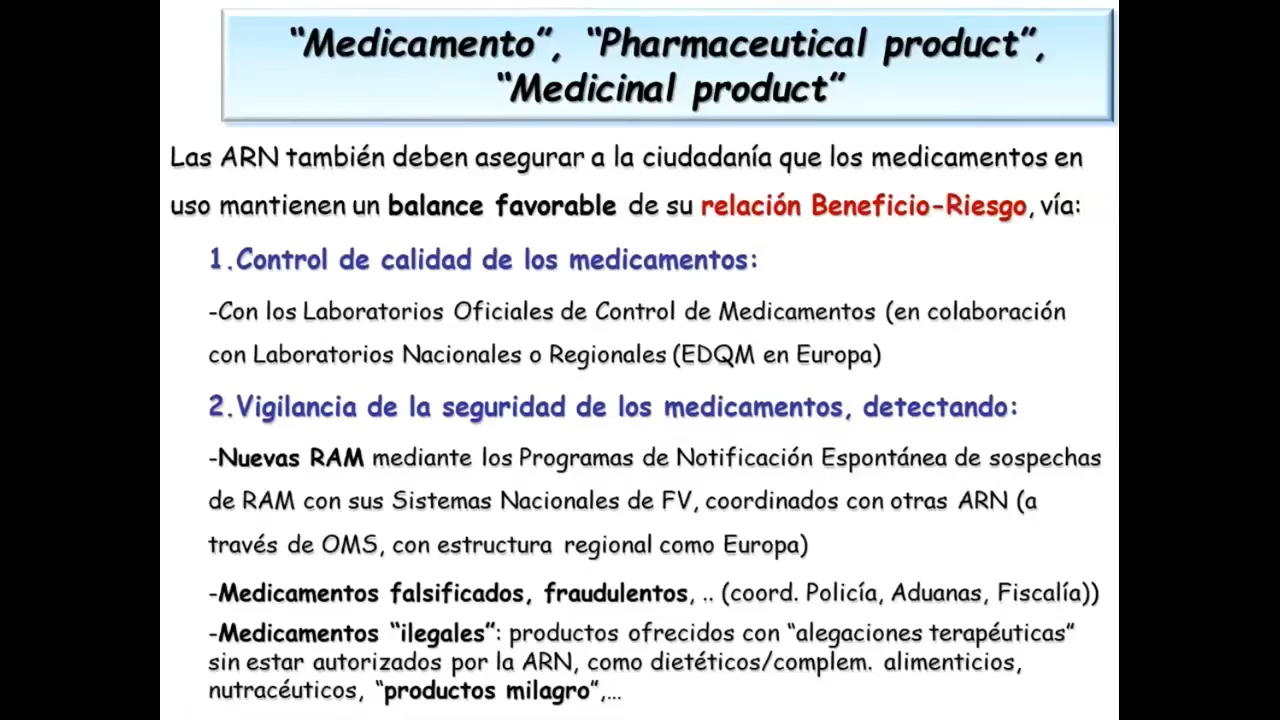 “Medicamento”, “Pharmaceutical product”,
“Medicinal product”
Las ARN también deben asegurar a la ciudadanía que los medicamentos en
uso mantienen un balance favorable de su relación Beneficio-Riesgo, vía:
1.Control de calidad de los medicamentos:
-Con los Laboratorios Oficiales de Control de Medicamentos (en colaboración
con Laboratorios Nacionales o Regionales (EDQM en Europa)
2.Vigilancia de la seguridad de los medicamentos, detectando:
-Nuevas RAM mediante los Programas de Notificación Espontánea de sospechas
de RAM con sus Sistemas Nacionales de FV, coordinados con otras ARN (a
través de OMS, con estructura regional como Europa)
-Medicamentos falsificados, fraudulentos, .. (coord. Policía, Aduanas, Fiscalía))
-Medicamentos “ilegales”: productos ofrecidos con “alegaciones terapéuticas”
sin estar autorizados por la ARN, como dietéticos/complem. alimenticios,
nutracéuticos, “productos milagro”,…